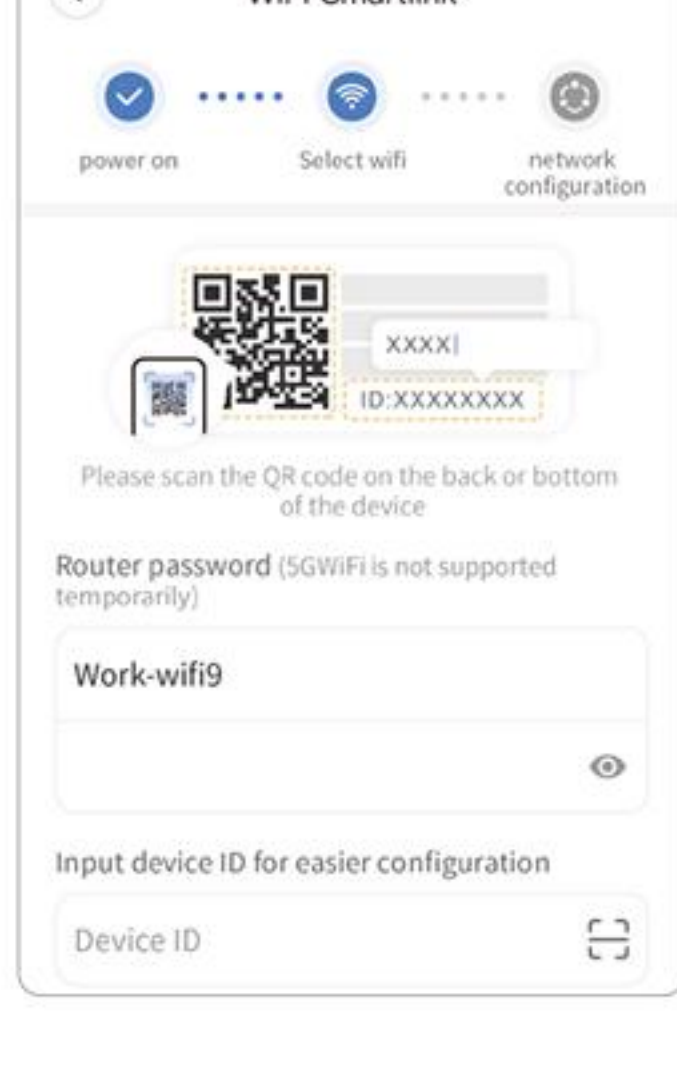 WiFi Smartlink
power on
Select wifi
network
configuration
XXXX
ID:XXXXXXXX
Please scan the QR code on the back or bottom
of the device
Router password (5GWiFi is not supported
temporarily)
Work-wifi9
Input device ID for easier configuration
Device ID